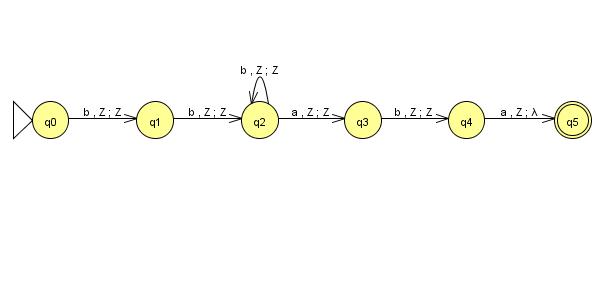 b , Z ; Z
b , Z ; Z b , Z ; Z a , Z ; Z b , Z ; Z a , Z ; λ
q0 q1 q2 q3 q4 q5